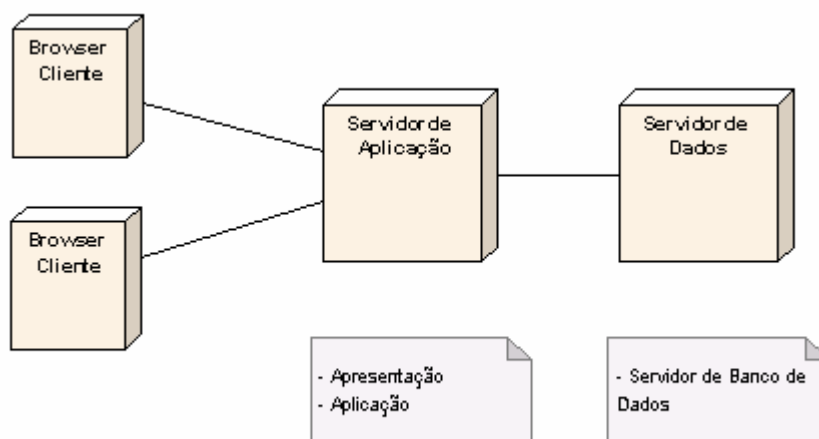 Browser
Cliente
Servidor de
Aplicação
Servidor de
Dados
Browser
Cliente
- Apresentação
- Aplicação
- Servidor de Banco de
Dados